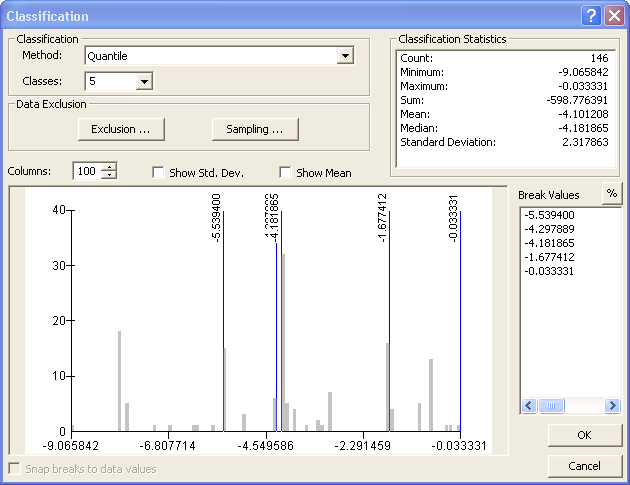 Classification
Classification
Method: Quantile
Classes: 5
Data Exclusion
Exclusion ...
Sampling ...
Classification Statistics
Count: 146
Minimum: -9.065842
Maximum: -0.033331
Sum: -598.776391
Mean: -4.101208
Median: -4.181865
Standard Deviation: 2.317863
Columns: 100
Show Std. Dev.
Show Mean
Break Values
%
-5.539400
-4.297889
-4.181865
-1.677412
-0.033331
-5.539400
-4.181865
-1.677412
-0.033331
40
30
20
10
0
-9.065842
-6.807714
-4.549586
-2.291459
-0.033331
Snap breaks to data values
OK
Cancel